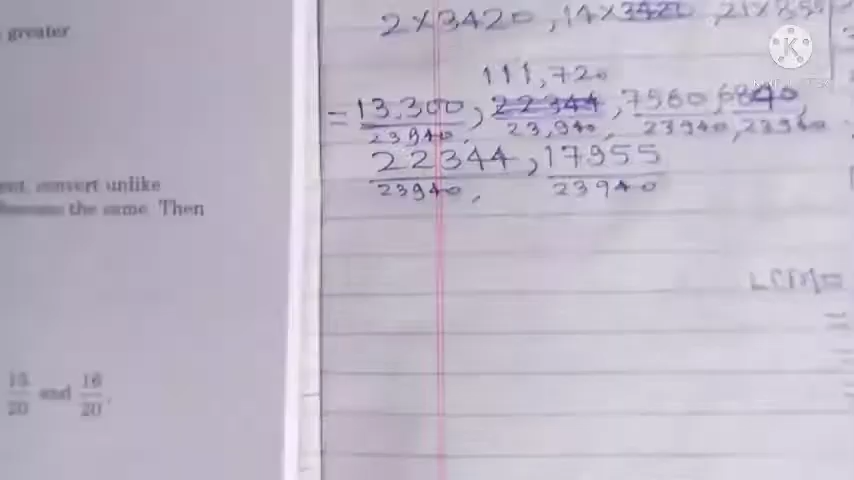 greater
2×3420, 14×3420, 21×
111,720
= 13,300/23940, 22344/23,940, 7560/23940, 6840/23940,
22344/23940, 17955/23940
convert unlike
the same. Then
LCM=
=
15/20 and 16/20.
K